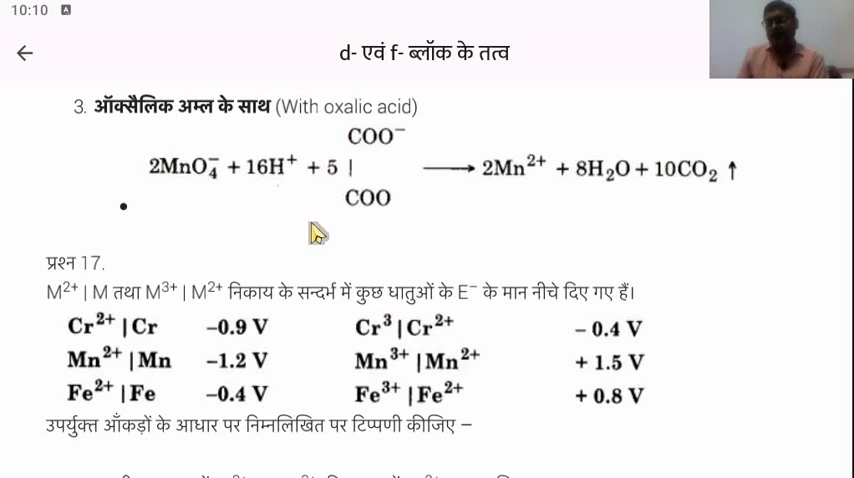 10:10 A
d- एवं f- ब्लॉक के तत्व
3. ऑक्सैलिक अम्ल के साथ (With oxalic acid)
COO⁻
2MnO₄⁻ + 16H⁺ + 5 | ⟶ 2Mn²⁺ + 8H₂O + 10CO₂ ↑
COO
प्रश्न 17.
M²⁺ | M तथा M³⁺ | M²⁺ निकाय के सन्दर्भ में कुछ धातुओं के E⁻ के मान नीचे दिए गए हैं।
Cr²⁺ | Cr −0.9 V Cr³ | Cr²⁺ − 0.4 V
Mn²⁺ | Mn −1.2 V Mn³⁺ | Mn²⁺ + 1.5 V
Fe²⁺ | Fe −0.4 V Fe³⁺ | Fe²⁺ + 0.8 V
उपर्युक्त आँकड़ों के आधार पर निम्नलिखित पर टिप्पणी कीजिए −